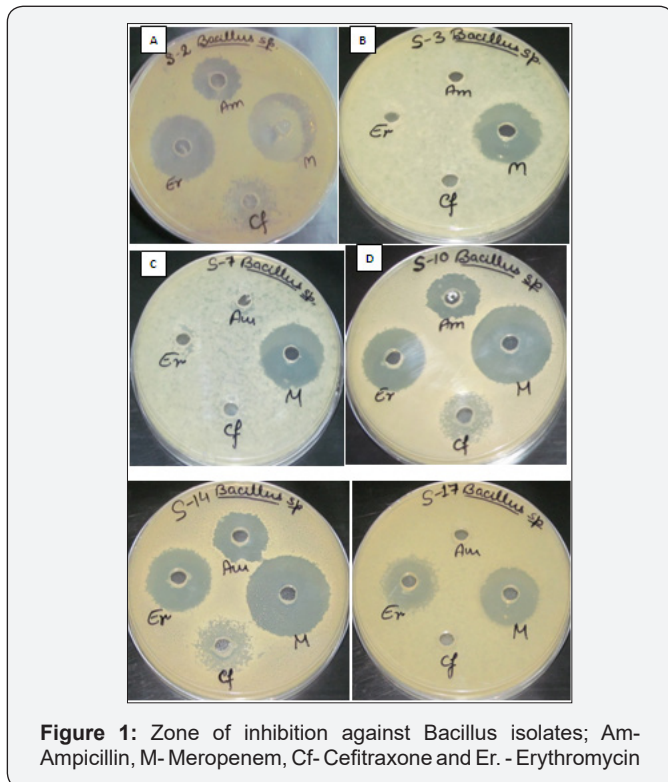 A
S-2 Bacillus sp.
Am
Er
M
Cf
B
S-3 Bacillus sp.
Am
Er
M
Cf
C
S-7 Bacillus sp.
Am
Er
M
Cf
D
S-10 Bacillus sp
Am
Er
M
Cf
S-14 Bacillus sp
Am
Er
M
Cf
S-17 Bacillus sp.
Am
Er
M
Cf
Figure 1: Zone of inhibition against Bacillus isolates; Am-
Ampicillin, M- Meropenem, Cf- Cefitraxone and Er. - Erythromycin